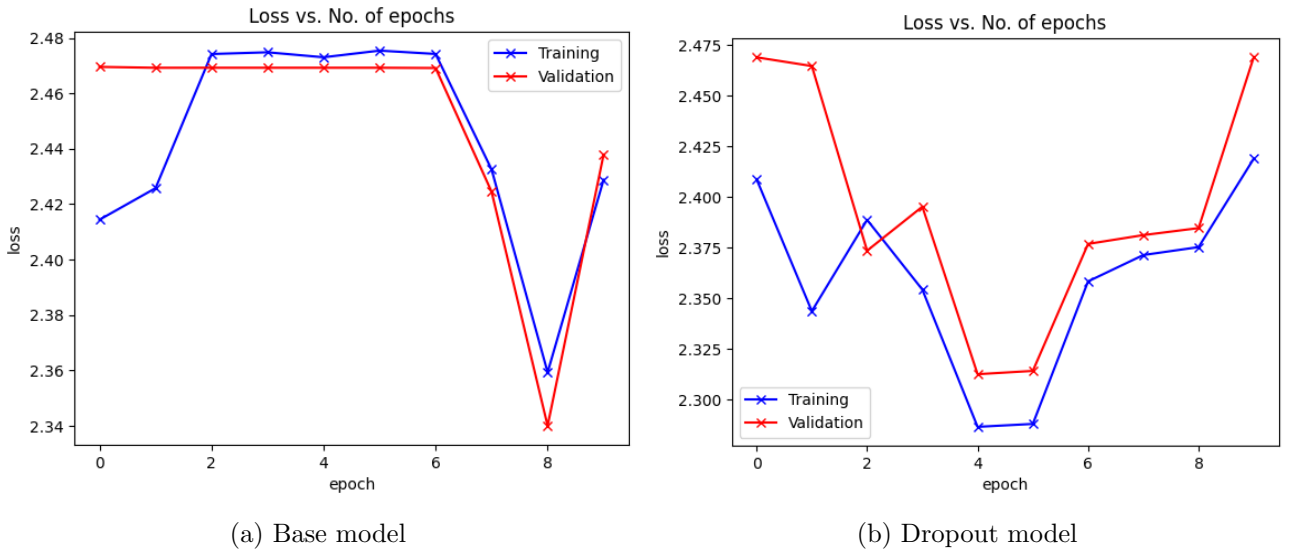 Loss vs. No. of epochs
2.48
2.46
2.44
2.42
2.40
2.38
2.36
2.34
loss
Training
Validation
0 2 4 6 8
epoch
(a) Base model
Loss vs. No. of epochs
2.475
2.450
2.425
2.400
2.375
2.350
2.325
2.300
loss
Training
Validation
0 2 4 6 8
epoch
(b) Dropout model